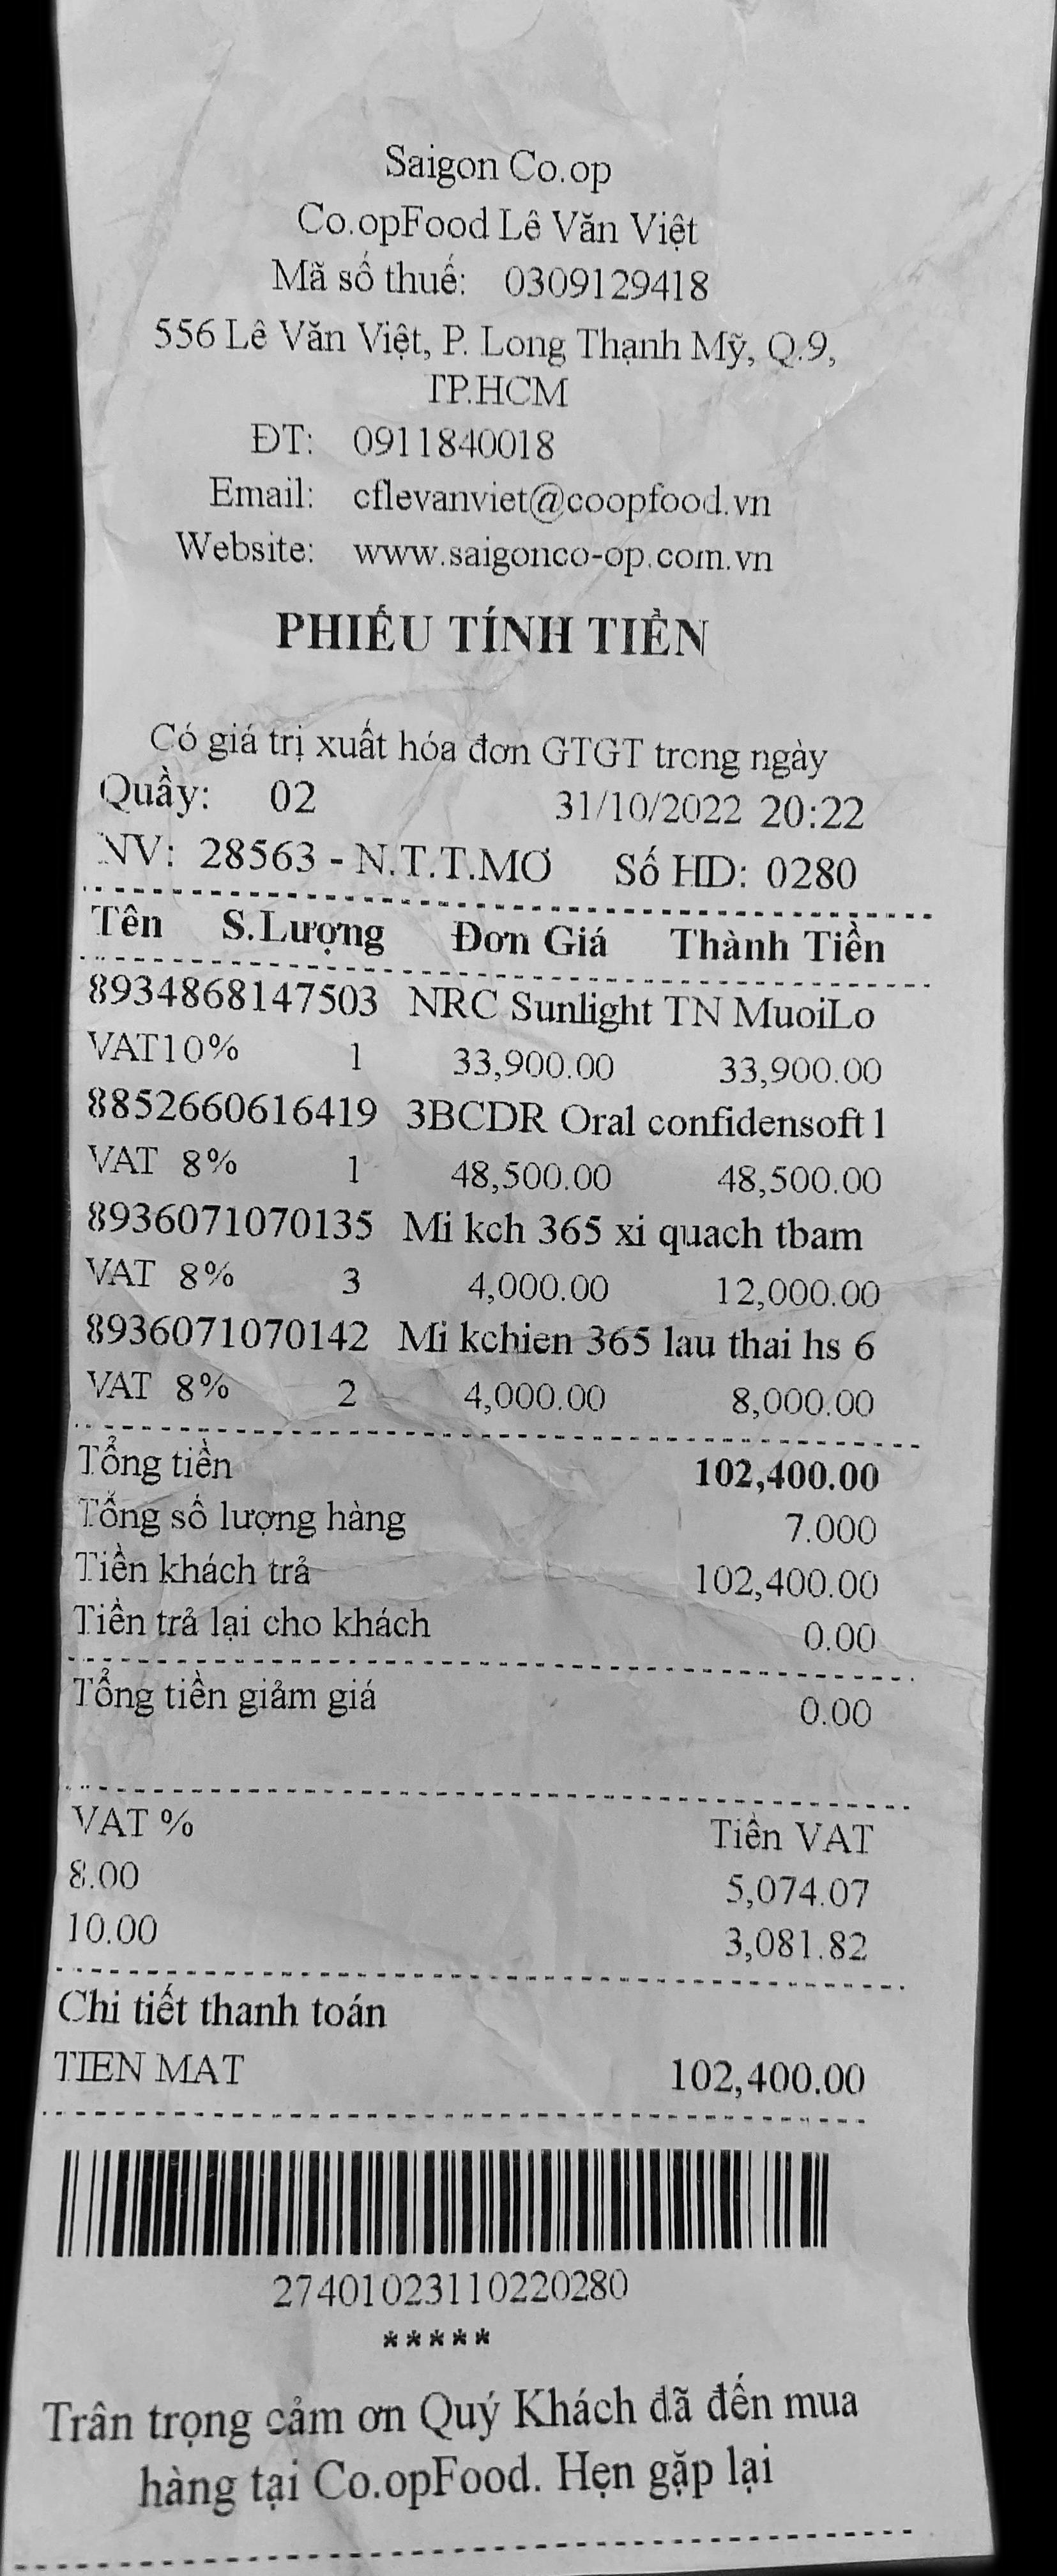 Saigon Co.op
Co.opFood Lê Văn Việt
Mã số thuế: 0309129418
556 Lê Văn Việt, P. Long Thạnh Mỹ, Q.9,
TP.HCM
ĐT: 0911840018
Email: cflevanviet@coopfood.vn
Website: www.saigonco-op.com.vn
PHIẾU TÍNH TIỀN
Có giá trị xuất hóa đơn GTGT trong ngày
Quầy: 02 31/10/2022 20:22
NV: 28563 - N.T.T.MƠ Số HD: 0280
Tên S.Lượng Đơn Giá Thành Tiền
8934868147503 NRC Sunlight TN MuoiLo
VAT10% 1 33,900.00 33,900.00
8852660616419 3BCDR Oral confidensoft l
VAT 8% 1 48,500.00 48,500.00
8936071070135 Mi kch 365 xi quach tbam
VAT 8% 3 4,000.00 12,000.00
8936071070142 Mi kchien 365 lau thai hs 6
VAT 8% 2 4,000.00 8,000.00
Tổng tiền 102,400.00
Tổng số lượng hàng 7.000
Tiền khách trả 102,400.00
Tiền trả lại cho khách 0.00
Tổng tiền giảm giá 0.00
VAT % Tiền VAT
8.00 5,074.07
10.00 3,081.82
Chi tiết thanh toán
TIEN MAT 102,400.00
27401023110220280
*****
Trân trọng cảm ơn Quý Khách đã đến mua
hàng tại Co.opFood. Hẹn gặp lại